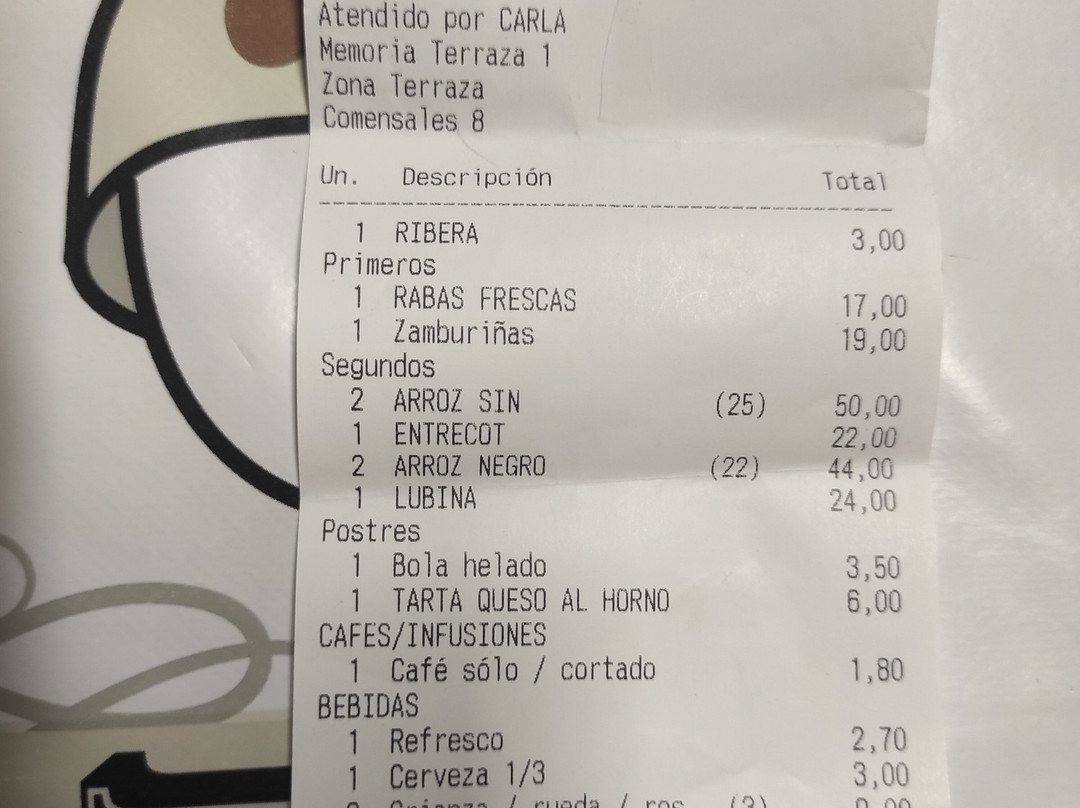 Atendido por CARLA
Memoria Terraza 1
Zona Terraza
Comensales 8
Un. Descripción Total
1 RIBERA 3,00
Primeros
1 RABAS FRESCAS 17,00
1 Zamburiñas 19,00
Segundos
2 ARROZ SIN (25) 50,00
1 ENTRECOT 22,00
2 ARROZ NEGRO (22) 44,00
1 LUBINA 24,00
Postres
1 Bola helado 3,50
1 TARTA QUESO AL HORNO 6,00
CAFES/INFUSIONES
1 Café sólo / cortado 1,80
BEBIDAS
1 Refresco 2,70
1 Cerveza 1/3 3,00